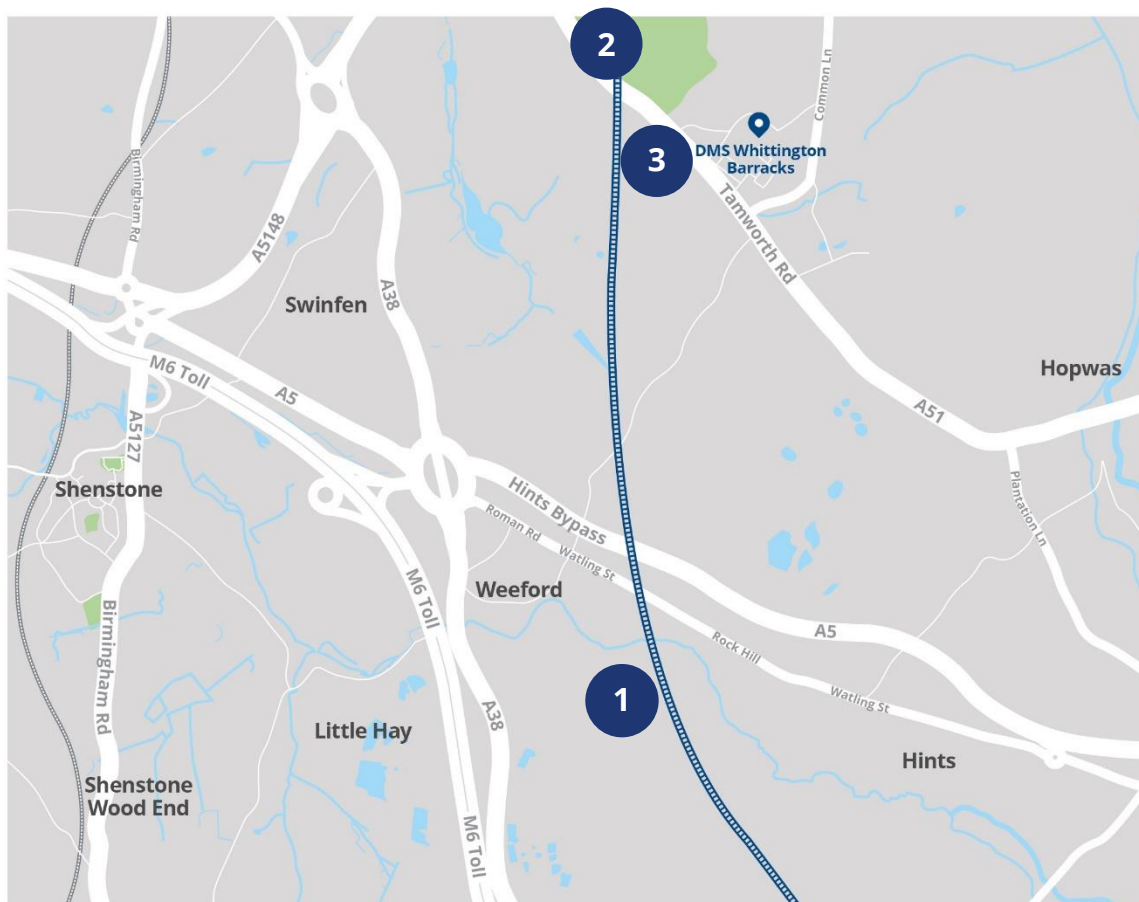 2
3
DMS Whittington
Barracks
Common Ln
Birmingham Rd
A5148
A38
Tamworth Rd
Swinfen
M6 Toll
A5
Hopwas
A51
A5127
Shenstone
Hints Bypass
Roman Rd
Watling St
Plantation Ln
M6 Toll
Weeford
Birmingham Rd
A5
Rock Hill
Watling St
1
A38
Little Hay
Hints
Shenstone
Wood End
M6 Toll